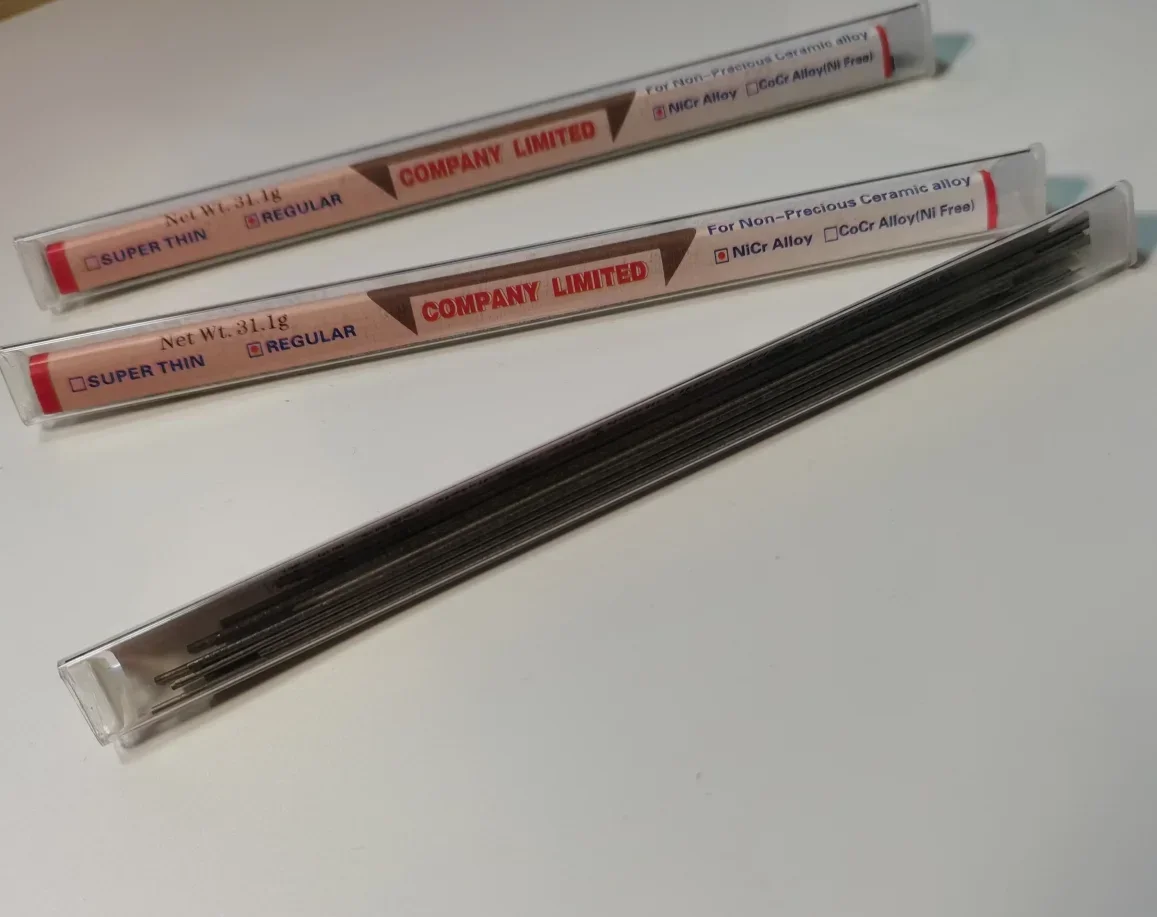 Net Wt. 31.1g
□SUPER THIN ▣REGULAR
COMPANY LIMITED
For Non-Precious Ceramic alloy
▣NiCr Alloy □CoCr Alloy(Ni Free)
Net Wt. 31.1g
□SUPER THIN ▣REGULAR
COMPANY LIMITED
For Non-Precious Ceramic alloy
▣NiCr Alloy □CoCr Alloy(Ni Free)